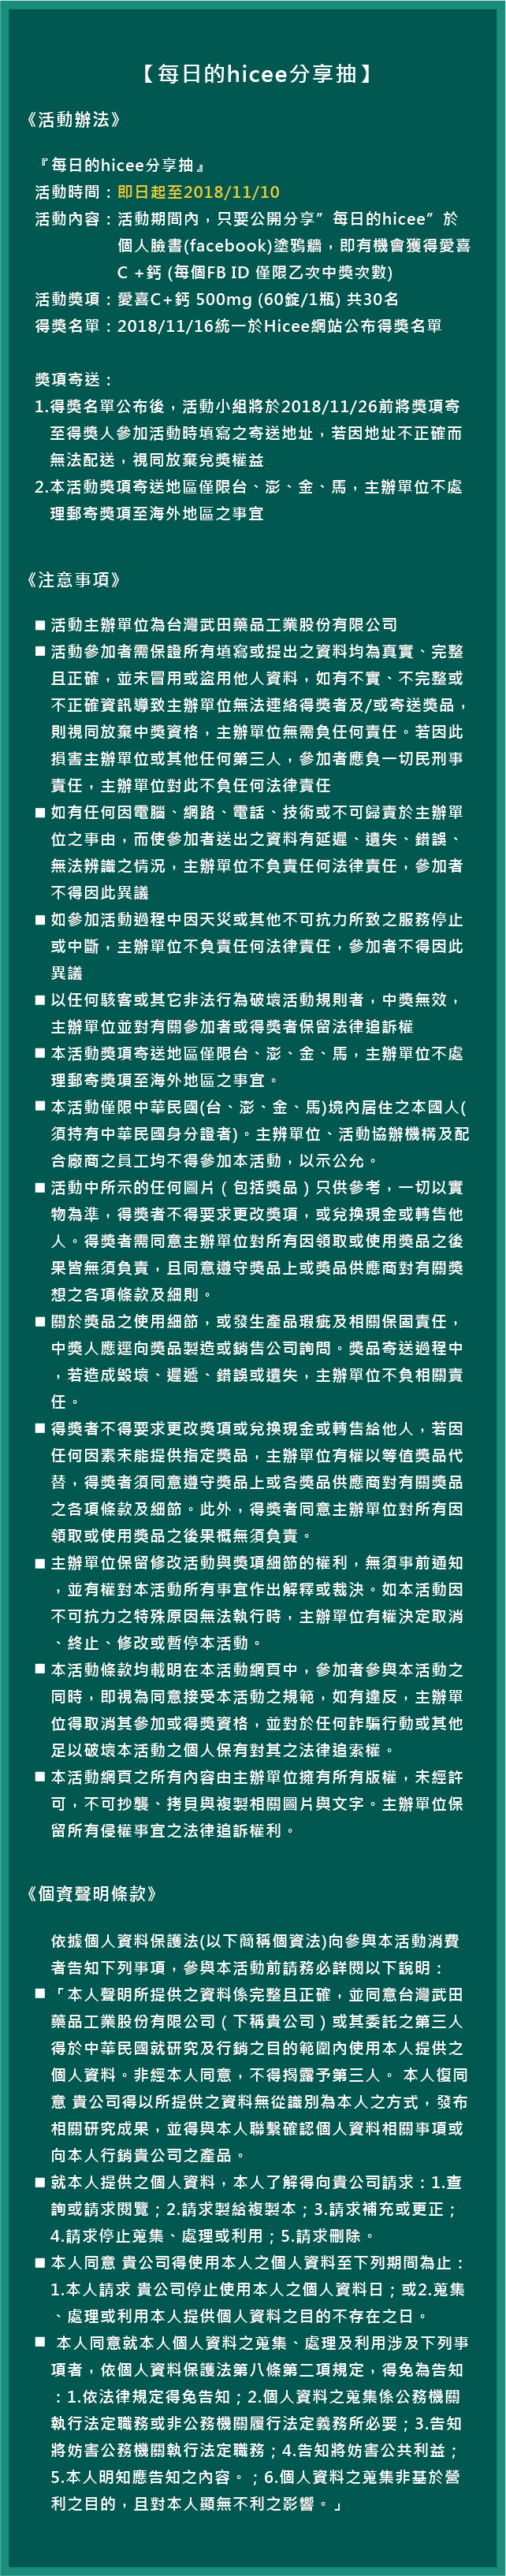 【每日的hicee分享抽】
《活動辦法》
『每日的hicee分享抽』
活動時間：即日起至2018/11/10
活動內容：活動期間內，只要公開分享”每日的hicee”於
個人臉書(facebook)塗鴉牆，即有機會獲得愛喜
C +鈣 (每個FB ID 僅限乙次中獎次數)
活動獎項：愛喜C+鈣 500mg (60錠/1瓶) 共30名
得獎名單：2018/11/16統一於Hicee網站公布得獎名單
獎項寄送：
1.得獎名單公布後，活動小組將於2018/11/26前將獎項寄
至得獎人參加活動時填寫之寄送地址，若因地址不正確而
無法配送，視同放棄兌獎權益
2.本活動獎項寄送地區僅限台、澎、金、馬，主辦單位不處
理郵寄獎項至海外地區之事宜
《注意事項》
■ 活動主辦單位為台灣武田藥品工業股份有限公司
■ 活動參加者需保證所有填寫或提出之資料均為真實、完整
且正確，並未冒用或盜用他人資料，如有不實、不完整或
不正確資訊導致主辦單位無法連絡得獎者及/或寄送獎品，
則視同放棄中獎資格，主辦單位無需負任何責任。若因此
損害主辦單位或其他任何第三人，參加者應負一切民刑事
責任，主辦單位對此不負任何法律責任
■ 如有任何因電腦、網路、電話、技術或不可歸責於主辦單
位之事由，而使參加者送出之資料有延遲、遺失、錯誤、
無法辨識之情況，主辦單位不負責任何法律責任，參加者
不得因此異議
■ 如參加活動過程中因天災或其他不可抗力所致之服務停止
或中斷，主辦單位不負責任何法律責任，參加者不得因此
異議
■ 以任何駭客或其它非法行為破壞活動規則者，中獎無效，
主辦單位並對有關參加者或得獎者保留法律追訴權
■ 本活動獎項寄送地區僅限台、澎、金、馬，主辦單位不處
理郵寄獎項至海外地區之事宜。
■ 本活動僅限中華民國(台、澎、金、馬)境內居住之本國人(
須持有中華民國身分證者)。主辨單位、活動協辦機構及配
合廠商之員工均不得參加本活動，以示公允。
■ 活動中所示的任何圖片（包括獎品）只供參考，一切以實
物為準，得獎者不得要求更改獎項，或兌換現金或轉售他
人。得獎者需同意主辦單位對所有因領取或使用獎品之後
果皆無須負責，且同意遵守獎品上或獎品供應商對有關獎
想之各項條款及細則。
■ 關於獎品之使用細節，或發生產品瑕疵及相關保固責任，
中獎人應逕向獎品製造或銷售公司詢問。獎品寄送過程中
，若造成毀壞、遲遞、錯誤或遺失，主辦單位不負相關責
任。
■ 得獎者不得要求更改獎項或兌換現金或轉售給他人，若因
任何因素未能提供指定獎品，主辦單位有權以等值獎品代
替，得獎者須同意遵守獎品上或各獎品供應商對有關獎品
之各項條款及細節。此外，得獎者同意主辦單位對所有因
領取或使用獎品之後果概無須負責。
■ 主辦單位保留修改活動與獎項細節的權利，無須事前通知
，並有權對本活動所有事宜作出解釋或裁決。如本活動因
不可抗力之特殊原因無法執行時，主辦單位有權決定取消
、終止、修改或暫停本活動。
■ 本活動條款均載明在本活動網頁中，參加者參與本活動之
同時，即視為同意接受本活動之規範，如有違反，主辦單
位得取消其參加或得獎資格，並對於任何詐騙行動或其他
足以破壞本活動之個人保有對其之法律追索權。
■ 本活動網頁之所有內容由主辦單位擁有所有版權，未經許
可，不可抄襲、拷貝與複製相關圖片與文字。主辦單位保
留所有侵權事宜之法律追訴權利。
《個資聲明條款》
依據個人資料保護法(以下簡稱個資法)向參與本活動消費
者告知下列事項，參與本活動前請務必詳閱以下說明：
■ 「本人聲明所提供之資料係完整且正確，並同意台灣武田
藥品工業股份有限公司（下稱貴公司）或其委託之第三人
得於中華民國就研究及行銷之目的範圍內使用本人提供之
個人資料。非經本人同意，不得揭露予第三人。 本人復同
意 貴公司得以所提供之資料無從識別為本人之方式，發布
相關研究成果，並得與本人聯繫確認個人資料相關事項或
向本人行銷貴公司之產品。
■ 就本人提供之個人資料，本人了解得向貴公司請求：1.查
詢或請求閱覽；2.請求製給複製本；3.請求補充或更正；
4.請求停止蒐集、處理或利用；5.請求刪除。
■ 本人同意 貴公司得使用本人之個人資料至下列期間為止：
1.本人請求 貴公司停止使用本人之個人資料日；或2.蒐集
、處理或利用本人提供個人資料之目的不存在之日。
■ 本人同意就本人個人資料之蒐集、處理及利用涉及下列事
項者，依個人資料保護法第八條第二項規定，得免為告知
：1.依法律規定得免告知；2.個人資料之蒐集係公務機關
執行法定職務或非公務機關履行法定義務所必要；3.告知
將妨害公務機關執行法定職務；4.告知將妨害公共利益；
5.本人明知應告知之內容。；6.個人資料之蒐集非基於營
利之目的，且對本人顯無不利之影響。」